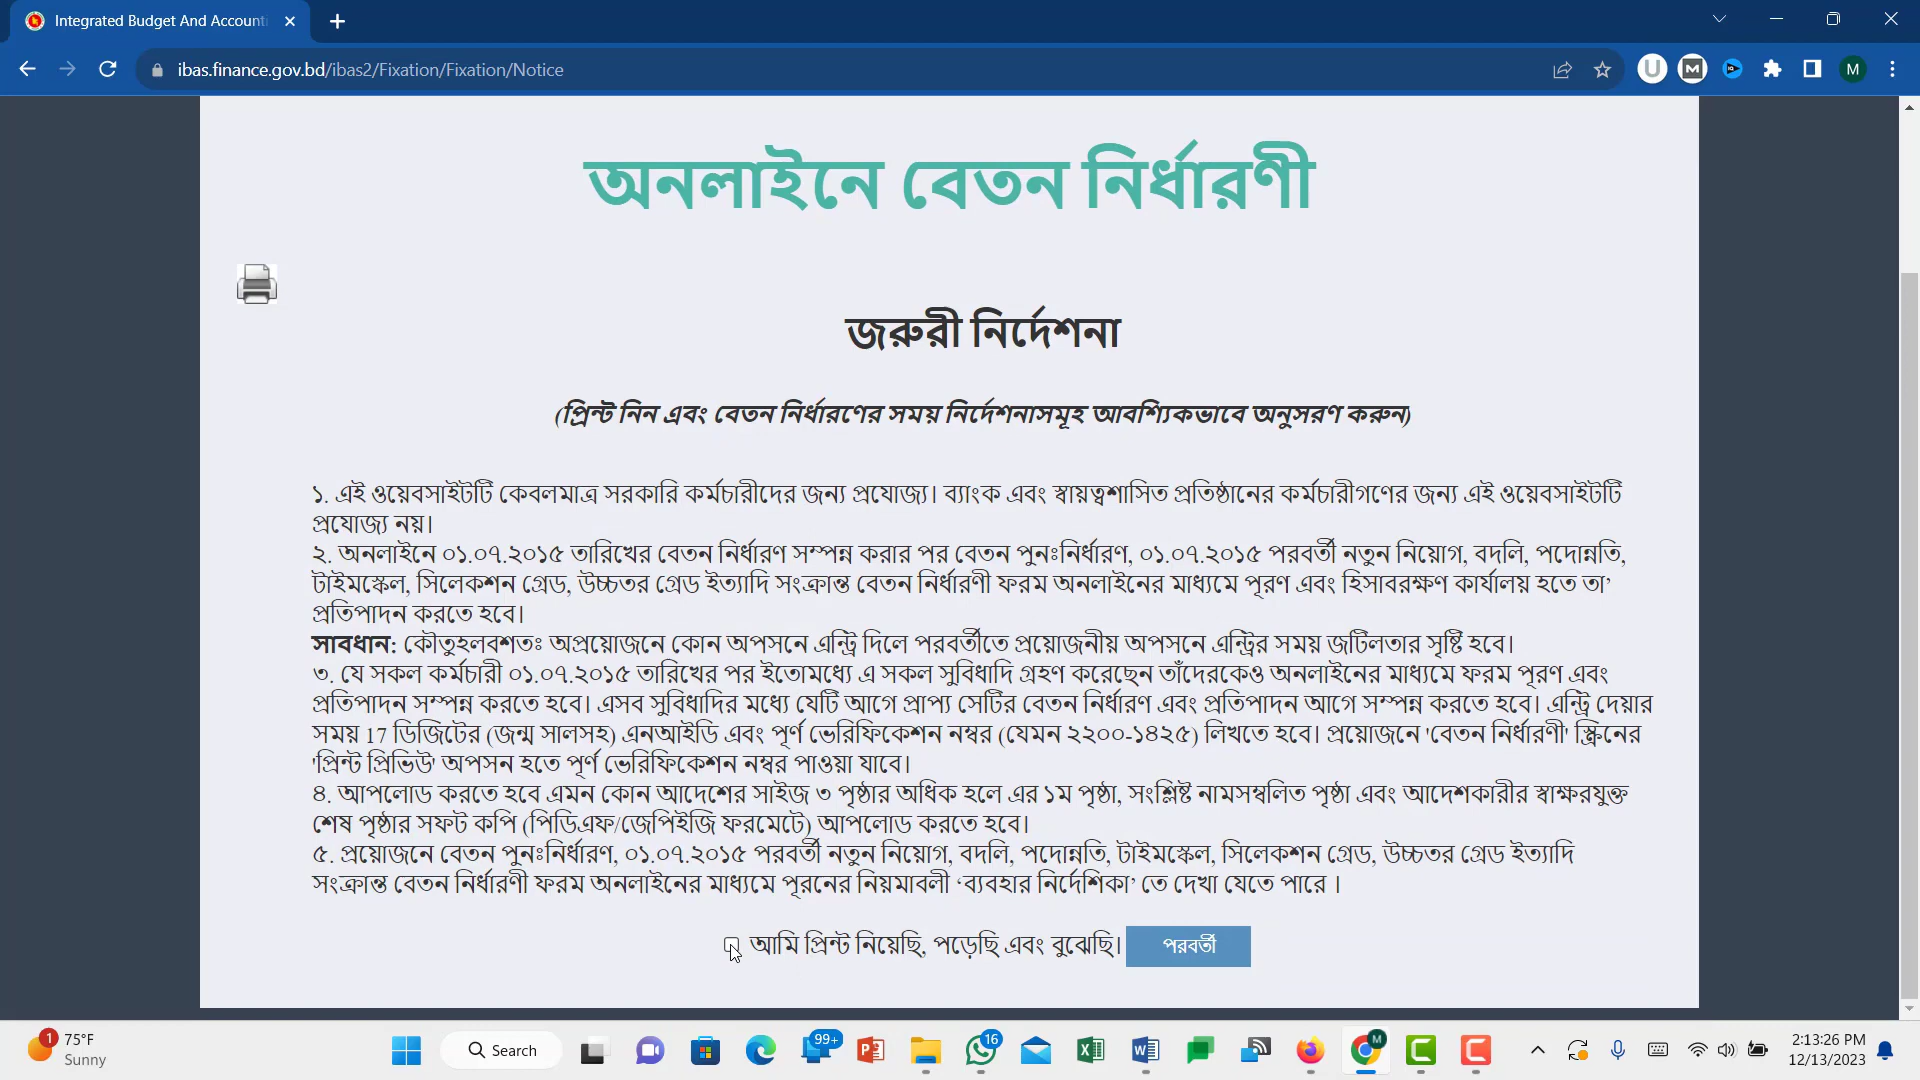 Integrated Budget And Accounti
ibas.finance.gov.bd/ibas2/Fixation/Fixation/Notice
U
M
M
অনলাইনে বেতন নির্ধারণী
জরুরী নির্দেশনা
(প্রিন্ট নিন এবং বেতন নির্ধারণের সময় নির্দেশনাসমূহ আবশ্যিকভাবে অনুসরণ করুন)
১. এই ওয়েবসাইটটি কেবলমাত্র সরকারি কর্মচারীদের জন্য প্রযোজ্য। ব্যাংক এবং স্বায়ত্বশাসিত প্রতিষ্ঠানের কর্মচারীগণের জন্য এই ওয়েবসাইটটি
প্রযোজ্য নয়।
২. অনলাইনে ০১.০৭.২০১৫ তারিখের বেতন নির্ধারণ সম্পন্ন করার পর বেতন পুনঃনির্ধারণ, ০১.০৭.২০১৫ পরবর্তী নতুন নিয়োগ, বদলি, পদোন্নতি,
টাইমস্কেল, সিলেকশন গ্রেড, উচ্চতর গ্রেড ইত্যাদি সংক্রান্ত বেতন নির্ধারণী ফরম অনলাইনের মাধ্যমে পূরণ এবং হিসাবরক্ষণ কার্যালয় হতে তা’
প্রতিপাদন করতে হবে।
সাবধান: কৌতুহলবশতঃ অপ্রয়োজনে কোন অপসনে এন্ট্রি দিলে পরবর্তীতে প্রয়োজনীয় অপসনে এন্ট্রির সময় জটিলতার সৃষ্টি হবে।
৩. যে সকল কর্মচারী ০১.০৭.২০১৫ তারিখের পর ইতোমধ্যে এ সকল সুবিধাদি গ্রহণ করেছেন তাঁদেরকেও অনলাইনের মাধ্যমে ফরম পূরণ এবং
প্রতিপাদন সম্পন্ন করতে হবে। এসব সুবিধাদির মধ্যে যেটি আগে প্রাপ্য সেটির বেতন নির্ধারণ এবং প্রতিপাদন আগে সম্পন্ন করতে হবে। এন্ট্রি দেয়ার
সময় 17 ডিজিটের (জন্ম সালসহ) এনআইডি এবং পূর্ণ ভেরিফিকেশন নম্বর (যেমন ২২০০-১৪২৫) লিখতে হবে। প্রয়োজনে 'বেতন নির্ধারণী' স্ক্রিনের
'প্রিন্ট প্রিভিউ' অপসন হতে পূর্ণ ভেরিফিকেশন নম্বর পাওয়া যাবে।
৪. আপলোড করতে হবে এমন কোন আদেশের সাইজ ৩ পৃষ্ঠার অধিক হলে এর ১ম পৃষ্ঠা, সংশ্লিষ্ট নামসম্বলিত পৃষ্ঠা এবং আদেশকারীর স্বাক্ষরযুক্ত
শেষ পৃষ্ঠার সফট কপি (পিডিএফ/জেপিইজি ফরমেটে) আপলোড করতে হবে।
৫. প্রয়োজনে বেতন পুনঃনির্ধারণ, ০১.০৭.২০১৫ পরবর্তী নতুন নিয়োগ, বদলি, পদোন্নতি, টাইমস্কেল, সিলেকশন গ্রেড, উচ্চতর গ্রেড ইত্যাদি
সংক্রান্ত বেতন নির্ধারণী ফরম অনলাইনের মাধ্যমে পূরনের নিয়মাবলী ‘ব্যবহার নির্দেশিকা’ তে দেখা যেতে পারে ।
আমি প্রিন্ট নিয়েছি, পড়েছি এবং বুঝেছি। পরবর্তী
1
75°F
Sunny
Search
99+
16
M
2:13:26 PM
12/13/2023